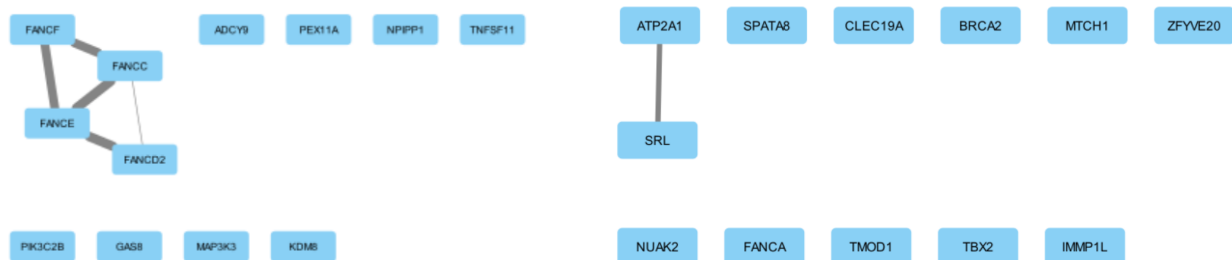 FANCF
ADCY9
PEX11A
NPIPP1
TNFSF11
FANCC
FANCE
FANCD2
PIK3C2B
GAS8
MAP3K3
KDM8
ATP2A1
SPATA8
CLEC19A
BRCA2
MTCH1
ZFYVE20
SRL
NUAK2
FANCA
TMOD1
TBX2
IMMP1L